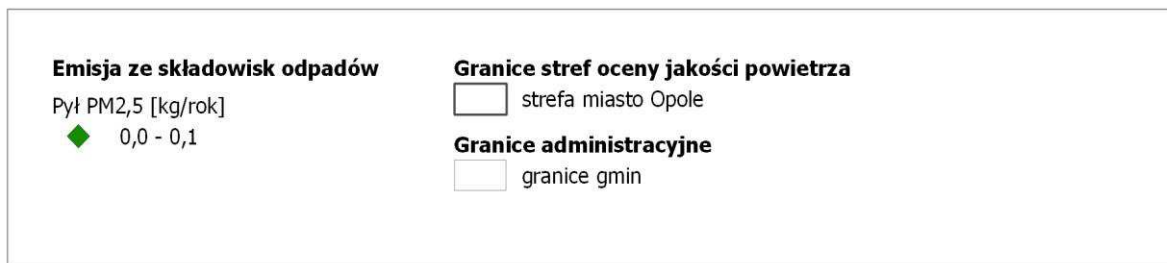 Emisja ze składowisk odpadów
Pył PM2,5 [kg/rok]
0,0 - 0,1
Granice stref oceny jakości powietrza
strefa miasto Opole
Granice administracyjne
granice gmin